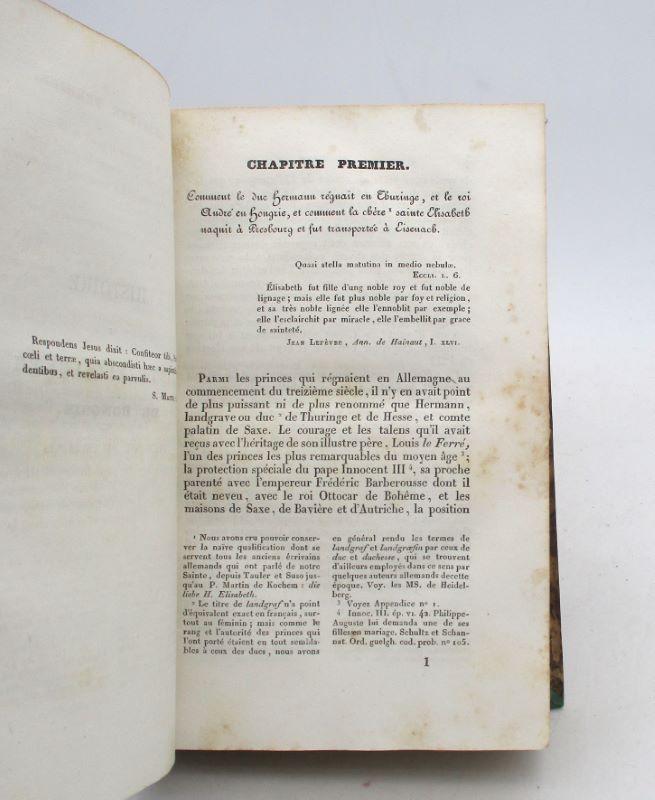 Respondens Jesus dixit : Confiteor tibi,
cœli et terræ, quia abscondisti hæc a
dentibus, et revelasti ea parvulis.
S. Matt
CHAPITRE PREMIER.
Comment le duc Hermann régnait en Thuringe, et le roi
André en Hongrie, et comment la chère ¹ sainte Élisabeth
naquit à Presbourg et fut transportée à Eisenach.
Quasi stella matutina in medio nebulæ.
Eccli. L. 6.
Élisabeth fut fille d'ung noble roy et fut noble de
lignage ; mais elle fut plus noble par foy et religion,
et sa très noble lignée elle l'ennoblit par exemple ;
elle l'esclairchit par miracle, elle l'embellit par grace
de sainteté.
Jean Lefèvre, Ann. de Hainaut, l. XLVI.
Parmi les princes qui régnaient en Allemagne au
commencement du treizième siècle, il n'y en avait point
de plus puissant ni de plus renommé que Hermann,
landgrave ou duc ² de Thuringe et de Hesse, et comte
palatin de Saxe. Le courage et les talens qu'il avait
reçus avec l'héritage de son illustre père, Louis le Ferré,
l'un des princes les plus remarquables du moyen âge ³ ;
la protection spéciale du pape Innocent III ⁴, sa proche
parenté avec l'empereur Frédéric Barberousse dont il
était neveu, avec le roi Ottocar de Bohême, et les
maisons de Saxe, de Bavière et d'Autriche, la position
¹ Nous avons cru pouvoir conser-
ver la naïve qualification dont se
servent tous les anciens écrivains
allemands qui ont parlé de notre
Sainte, depuis Tauler et Suso jus-
qu'au P. Martin de Kochem : die
liebe H. Elisabeth.
² Le titre de landgraf n'a point
d'équivalent exact en français, sur-
tout au féminin ; mais comme le
rang et l'autorité des princes qui
l'ont porté étaient en tout sembla-
bles à ceux des ducs, nous avons
en général rendu les termes de
landgraf et landgræfin par ceux de
duc et duchesse, qui se trouvent
d'ailleurs employés dans ce sens par
quelques auteurs allemands de cette
époque. Voy. les MS. de Heidel-
berg.
³ Voyez Appendice n° 1.
⁴ Innoc. III. ép. VI. 42. Philippe-
Auguste lui demanda une de ses
filles en mariage. Schultz et Schan-
nat. Ord. guelgh. cod. prob. n° 105.
1